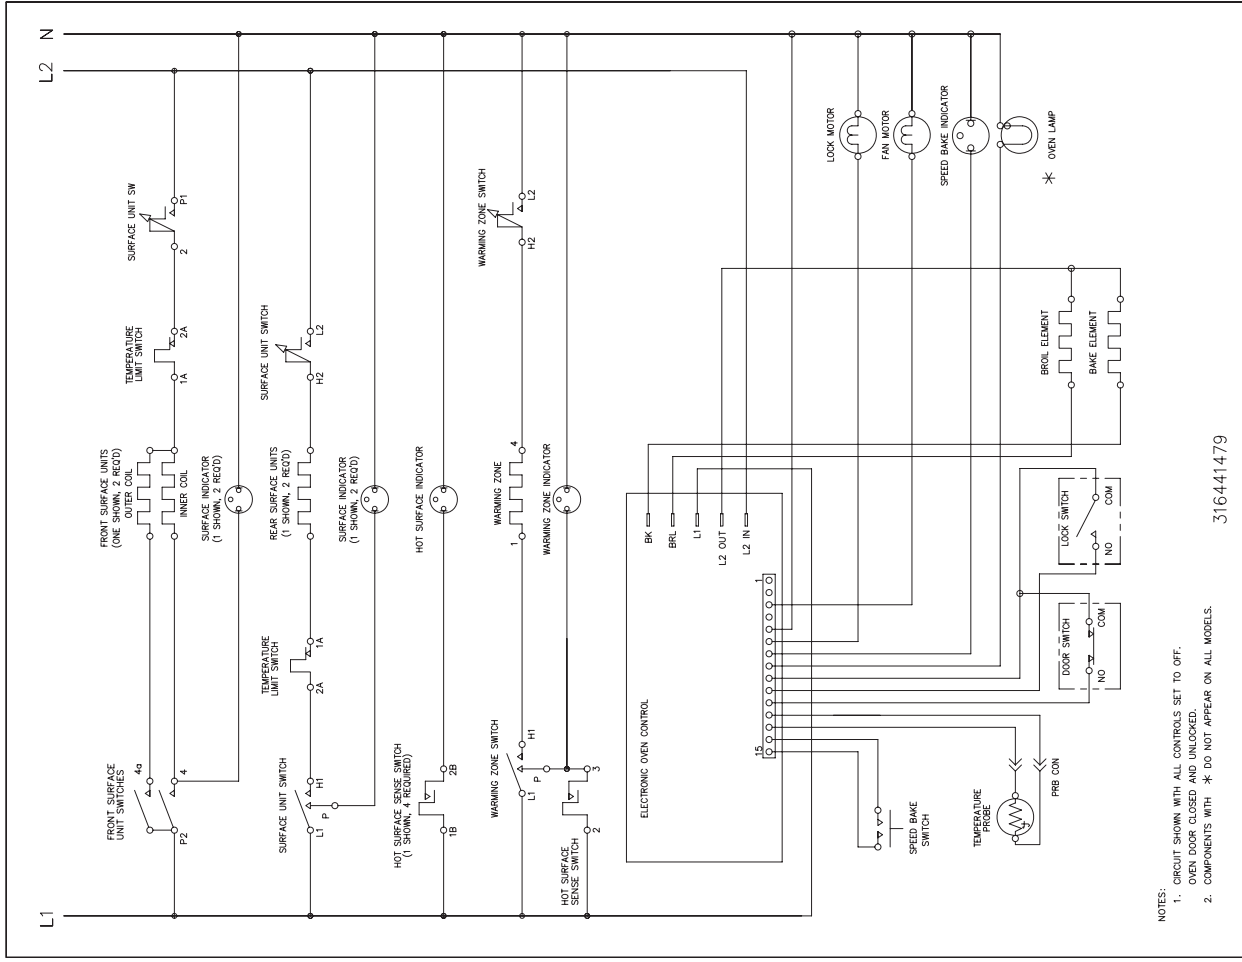 L1
L2
N
FRONT SURFACE
UNIT SWITCHES
P2
4a
4
FRONT SURFACE UNITS
(ONE SHOWN, 2 REQ'D)
OUTER COIL
INNER COIL
TEMPERATURE
LIMIT SWITCH
1A
2A
SURFACE UNIT SW
2
P1
SURFACE INDICATOR
(1 SHOWN, 2 REQ'D)
SURFACE UNIT SWITCH
L1
H1
P
TEMPERATURE
LIMIT SWITCH
2A
1A
REAR SURFACE UNITS
(1 SHOWN, 2 REQ'D)
SURFACE UNIT SWITCH
H2
L2
SURFACE INDICATOR
(1 SHOWN, 2 REQ'D)
HOT SURFACE SENSE SWITCH
(1 SHOWN, 4 REQUIRED)
1B
2B
HOT SURFACE INDICATOR
WARMING ZONE SWITCH
L1
H1
P
WARMING ZONE
1
4
WARMING ZONE SWITCH
H2
L2
HOT SURFACE
SENSE SWITCH
2
3
WARMING ZONE INDICATOR
ELECTRONIC OVEN CONTROL
BK
BRL
L1
L2 OUT
L2 IN
15
1
LOCK MOTOR
FAN MOTOR
SPEED BAKE INDICATOR
* OVEN LAMP
BROIL ELEMENT
BAKE ELEMENT
SPEED BAKE
SWITCH
TEMPERATURE
PROBE
PRB CON
DOOR SWITCH
NO
COM
LOCK SWITCH
NO
COM
NOTES:
1. CIRCUIT SHOWN WITH ALL CONTROLS SET TO OFF.
OVEN DOOR CLOSED AND UNLOCKED.
2. COMPONENTS WITH * DO NOT APPEAR ON ALL MODELS.
316441479